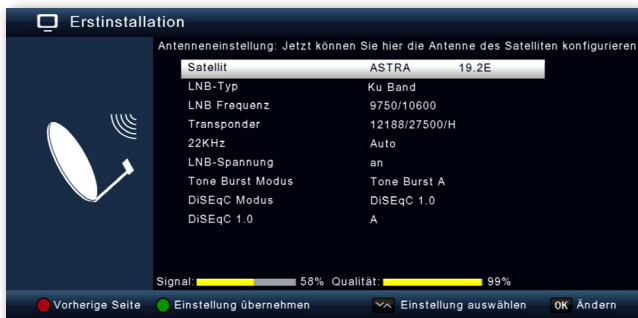 Erstinstallation
Antenneneinstellung: Jetzt können Sie hier die Antenne des Satelliten konfigurieren
Satellit ASTRA 19.2E
LNB-Typ Ku Band
LNB Frequenz 9750/10600
Transponder 12188/27500/H
22KHz Auto
LNB-Spannung an
Tone Burst Modus Tone Burst A
DiSEqC Modus DiSEqC 1.0
DiSEqC 1.0 A
Signal: 58% Qualität: 99%
Vorherige Seite Einstellung übernehmen Einstellung auswählen OK Ändern